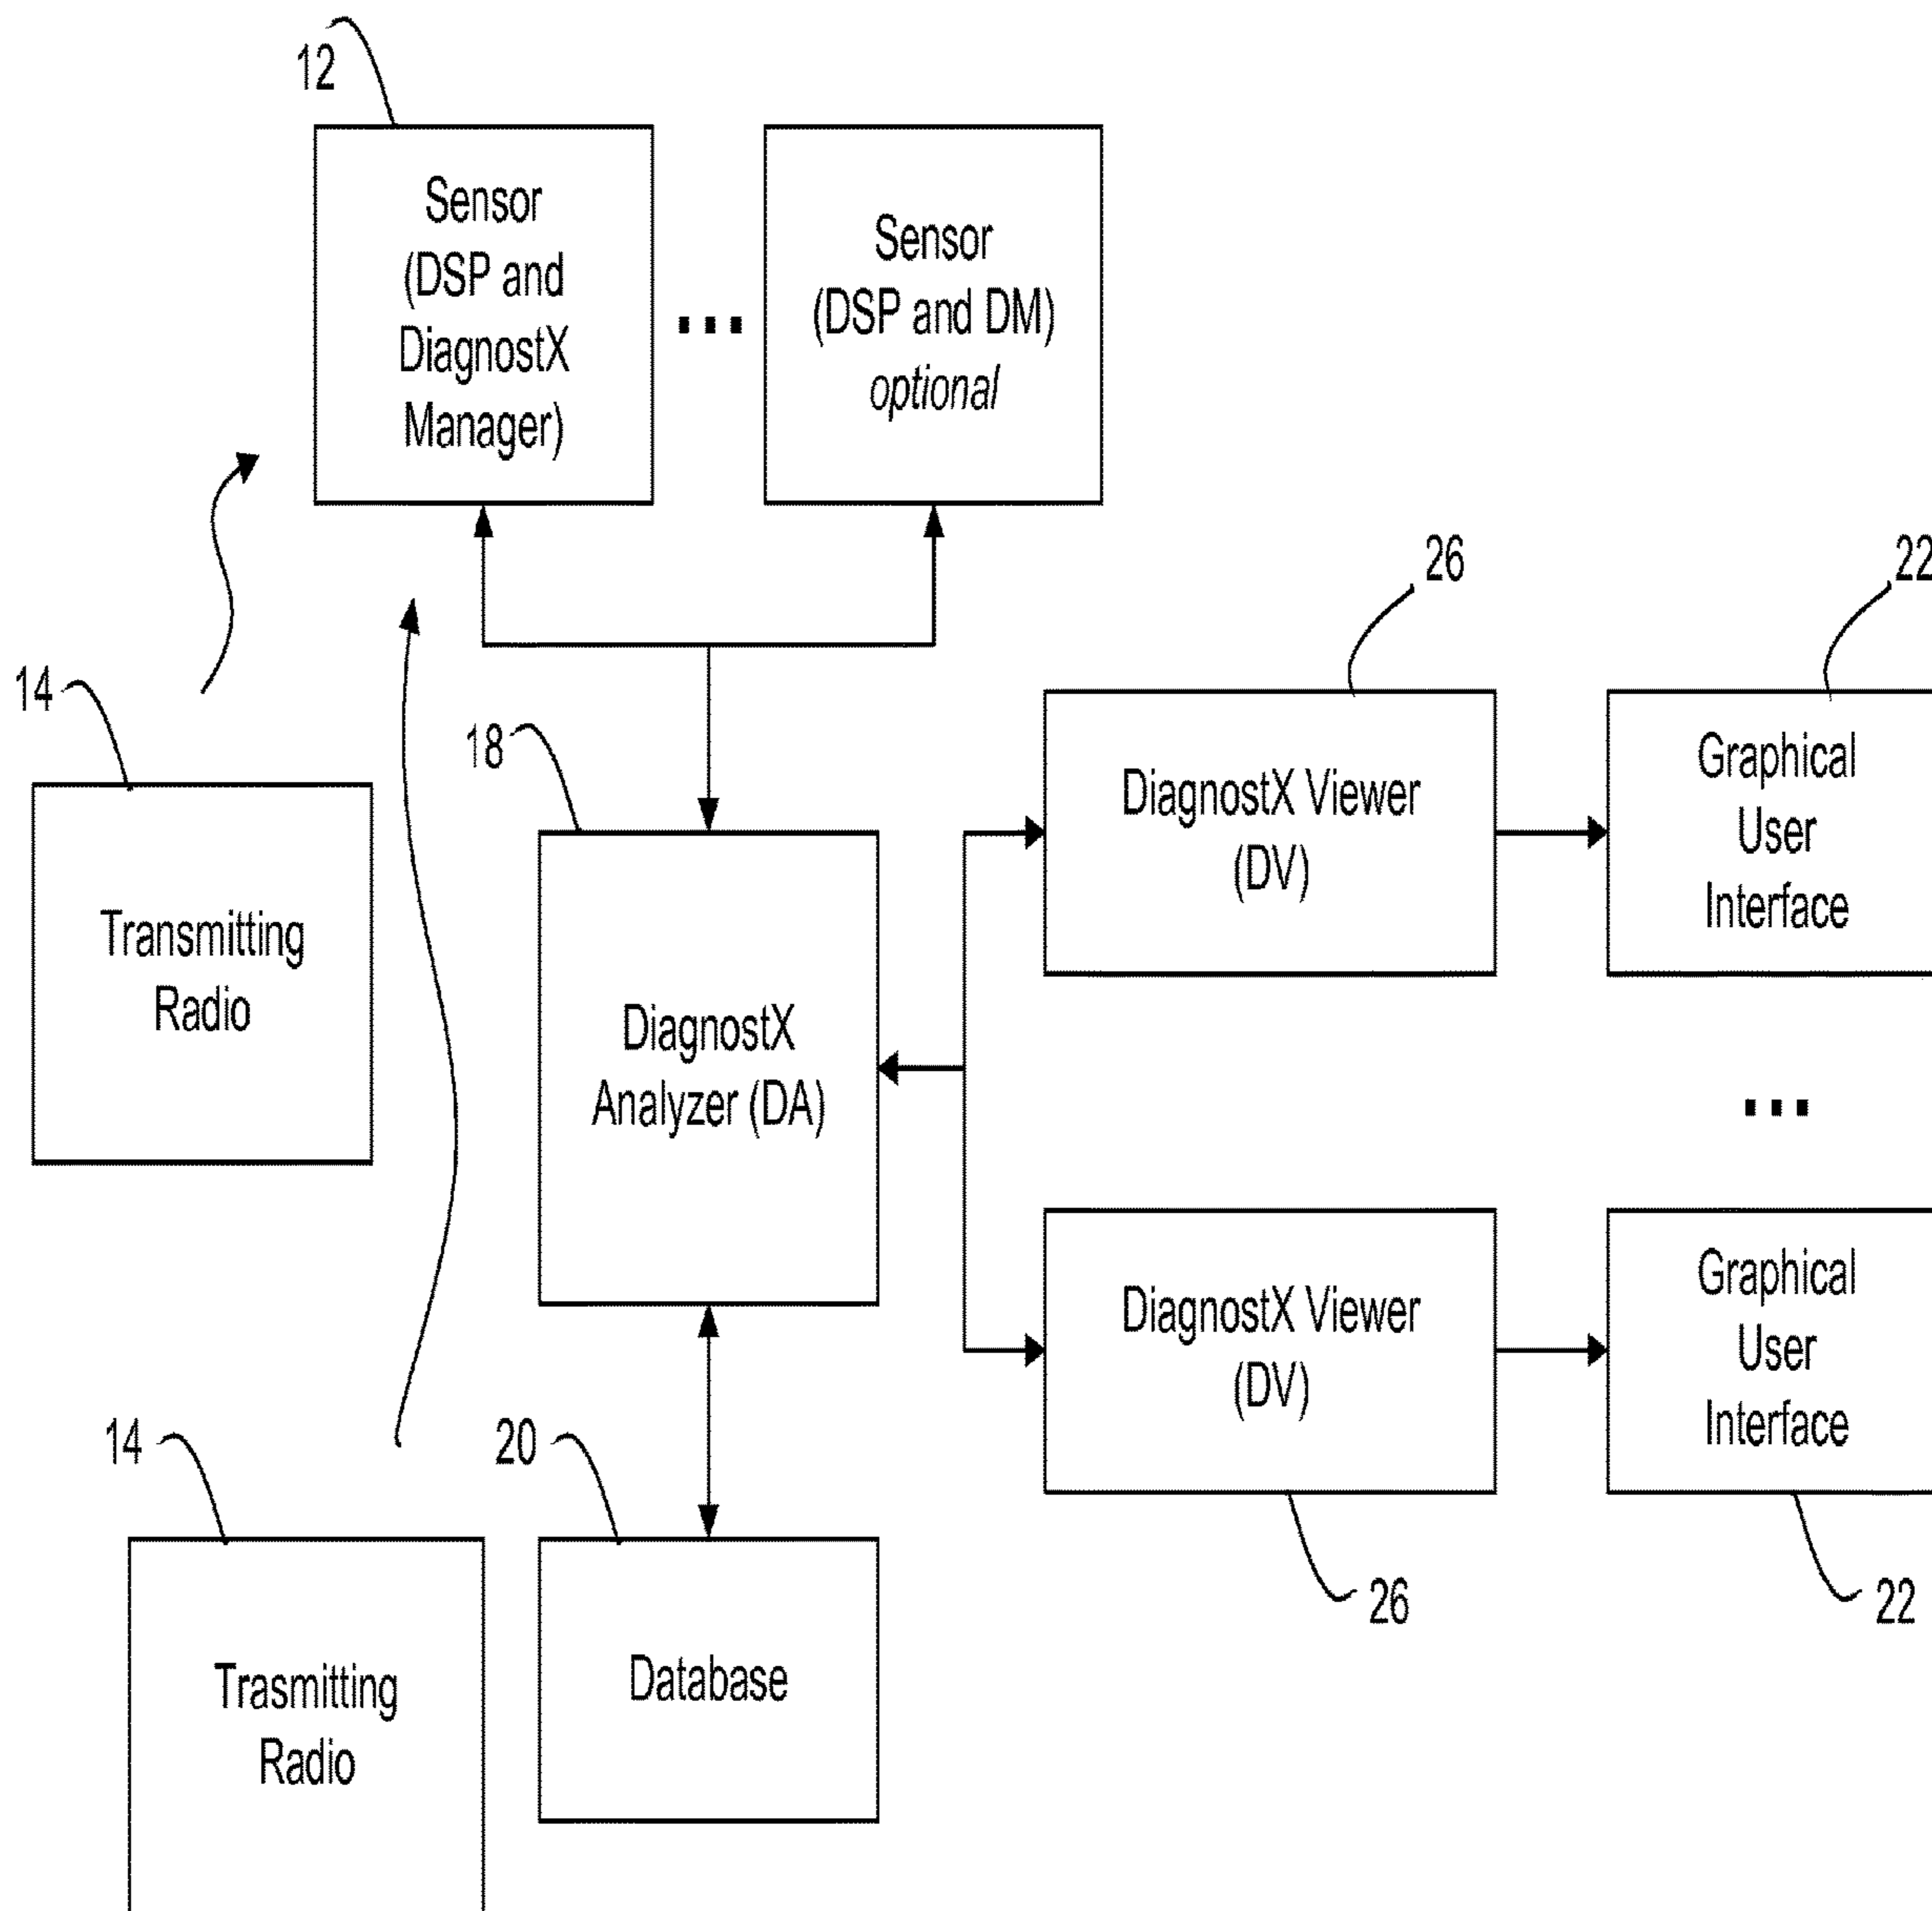 12
Sensor
(DSP and
DiagnostX
Manager)
...
Sensor
(DSP and DM)
optional
14
Transmitting
Radio
18
DiagnostX
Analyzer (DA)
26
DiagnostX Viewer
(DV)
22
Graphical
User
Interface
...
DiagnostX Viewer
(DV)
26
Graphical
User
Interface
22
14
Trasmitting
Radio
20
Database